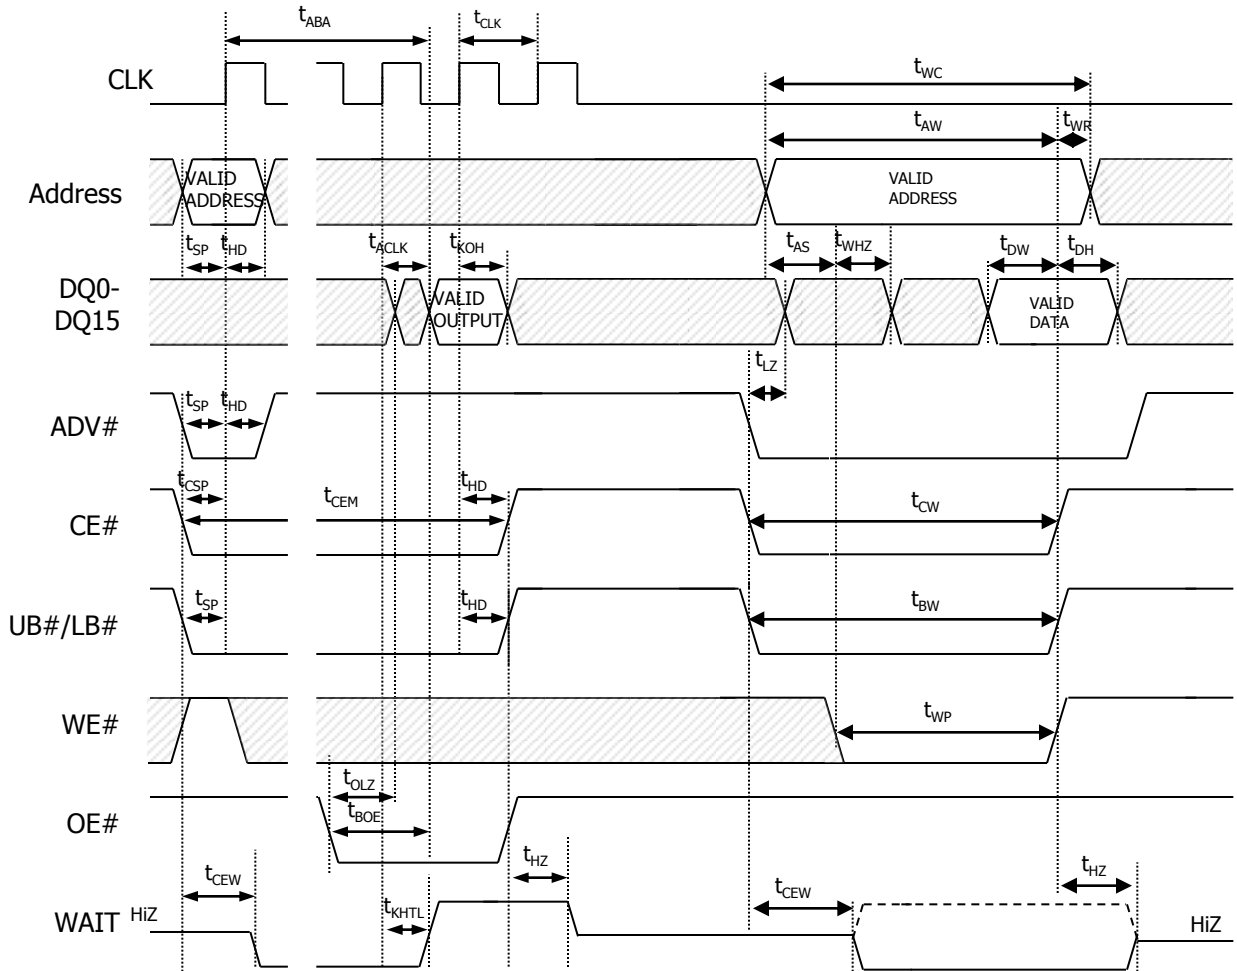 tABA
tCLK
CLK
tWC
tAW
tWR
Address
VALID
ADDRESS
VALID
ADDRESS
tSP
tHD
tACLK
tKOH
tAS
tWHZ
tDW
tDH
DQ0-
DQ15
VALID
OUTPUT
VALID
DATA
tLZ
ADV#
tSP
tHD
CE#
tCSP
tCEM
tHD
tCW
UB#/LB#
tSP
tHD
tBW
WE#
tWP
OE#
tOLZ
tBOE
tHZ
tCEW
tCEW
tHZ
WAIT
HiZ
tKHTL
HiZ